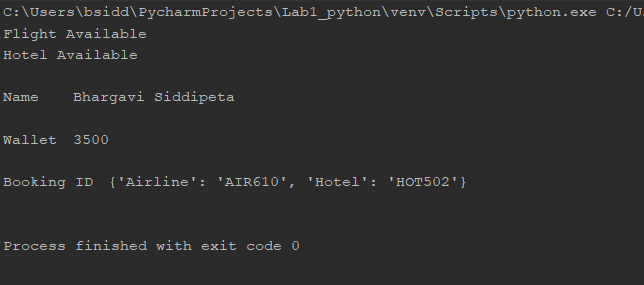 C:\Users\bsidd\PycharmProjects\Lab1_python\venv\Scripts\python.exe C:/U
Flight Available
Hotel Available
Name    Bhargavi Siddipeta
Wallet  3500
Booking ID  {'Airline': 'AIR610', 'Hotel': 'HOT502'}
Process finished with exit code 0